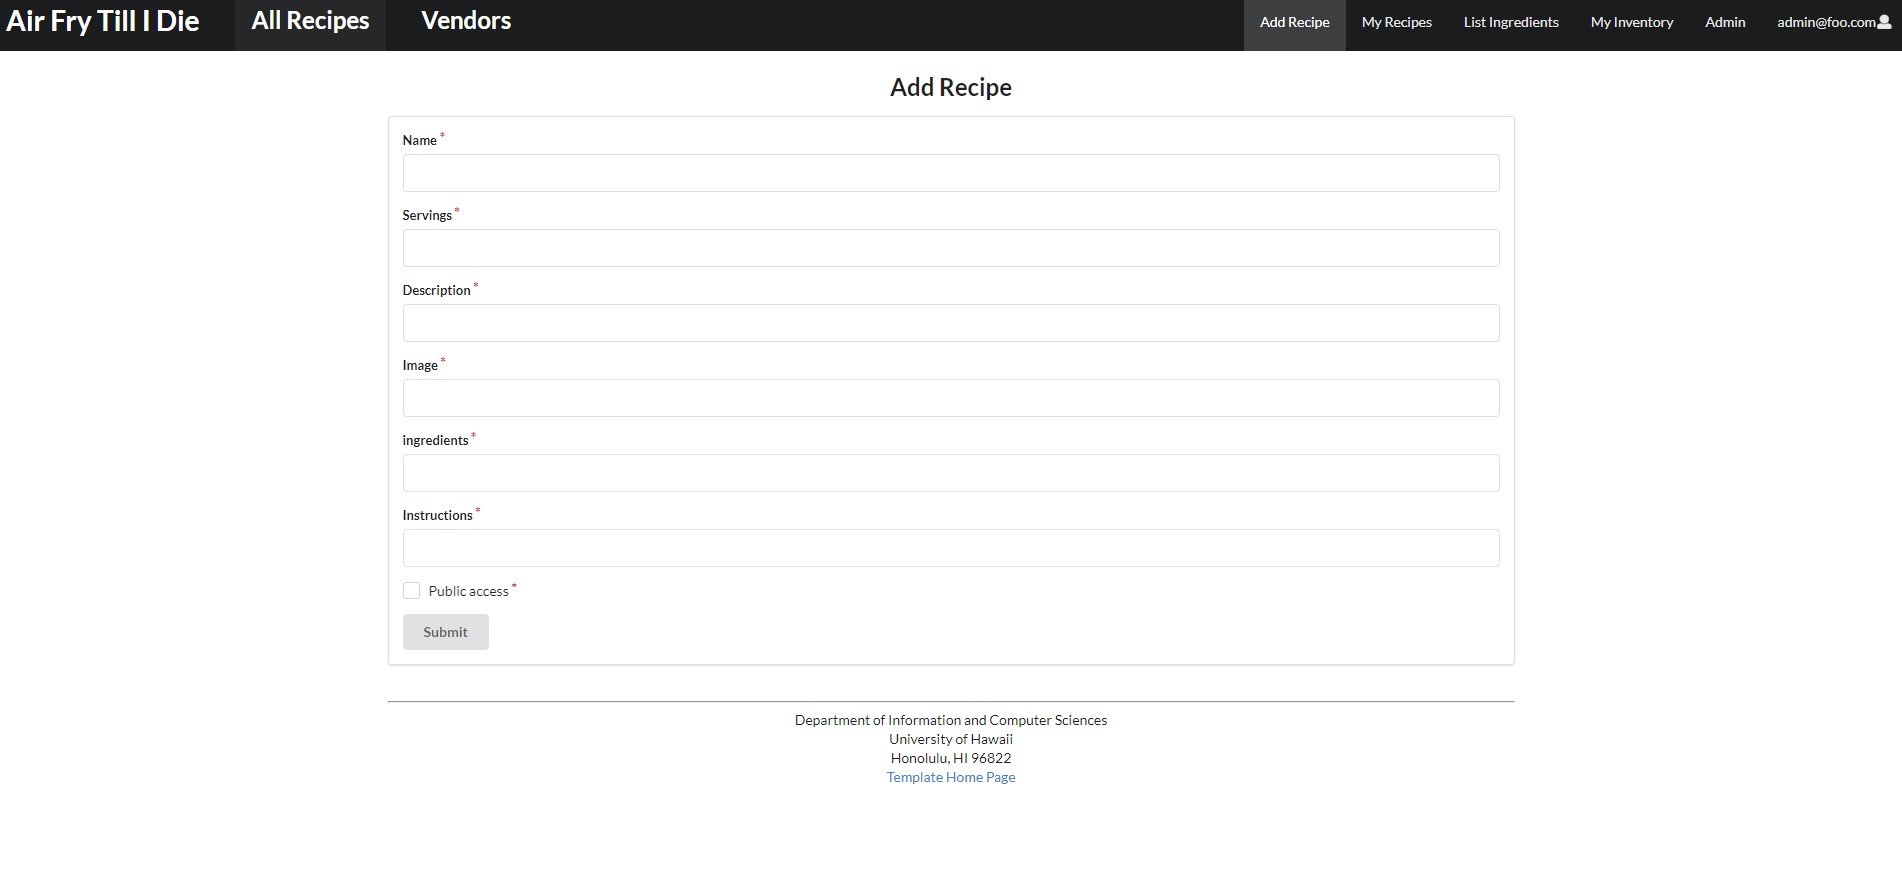 Air Fry Till I Die All Recipes Vendors Add Recipe My Recipes List Ingredients My Inventory Admin admin@foo.com
Add Recipe
Name *
Servings *
Description *
Image *
ingredients *
Instructions *
Public access *
Submit
Department of Information and Computer Sciences
University of Hawaii
Honolulu, HI 96822
Template Home Page